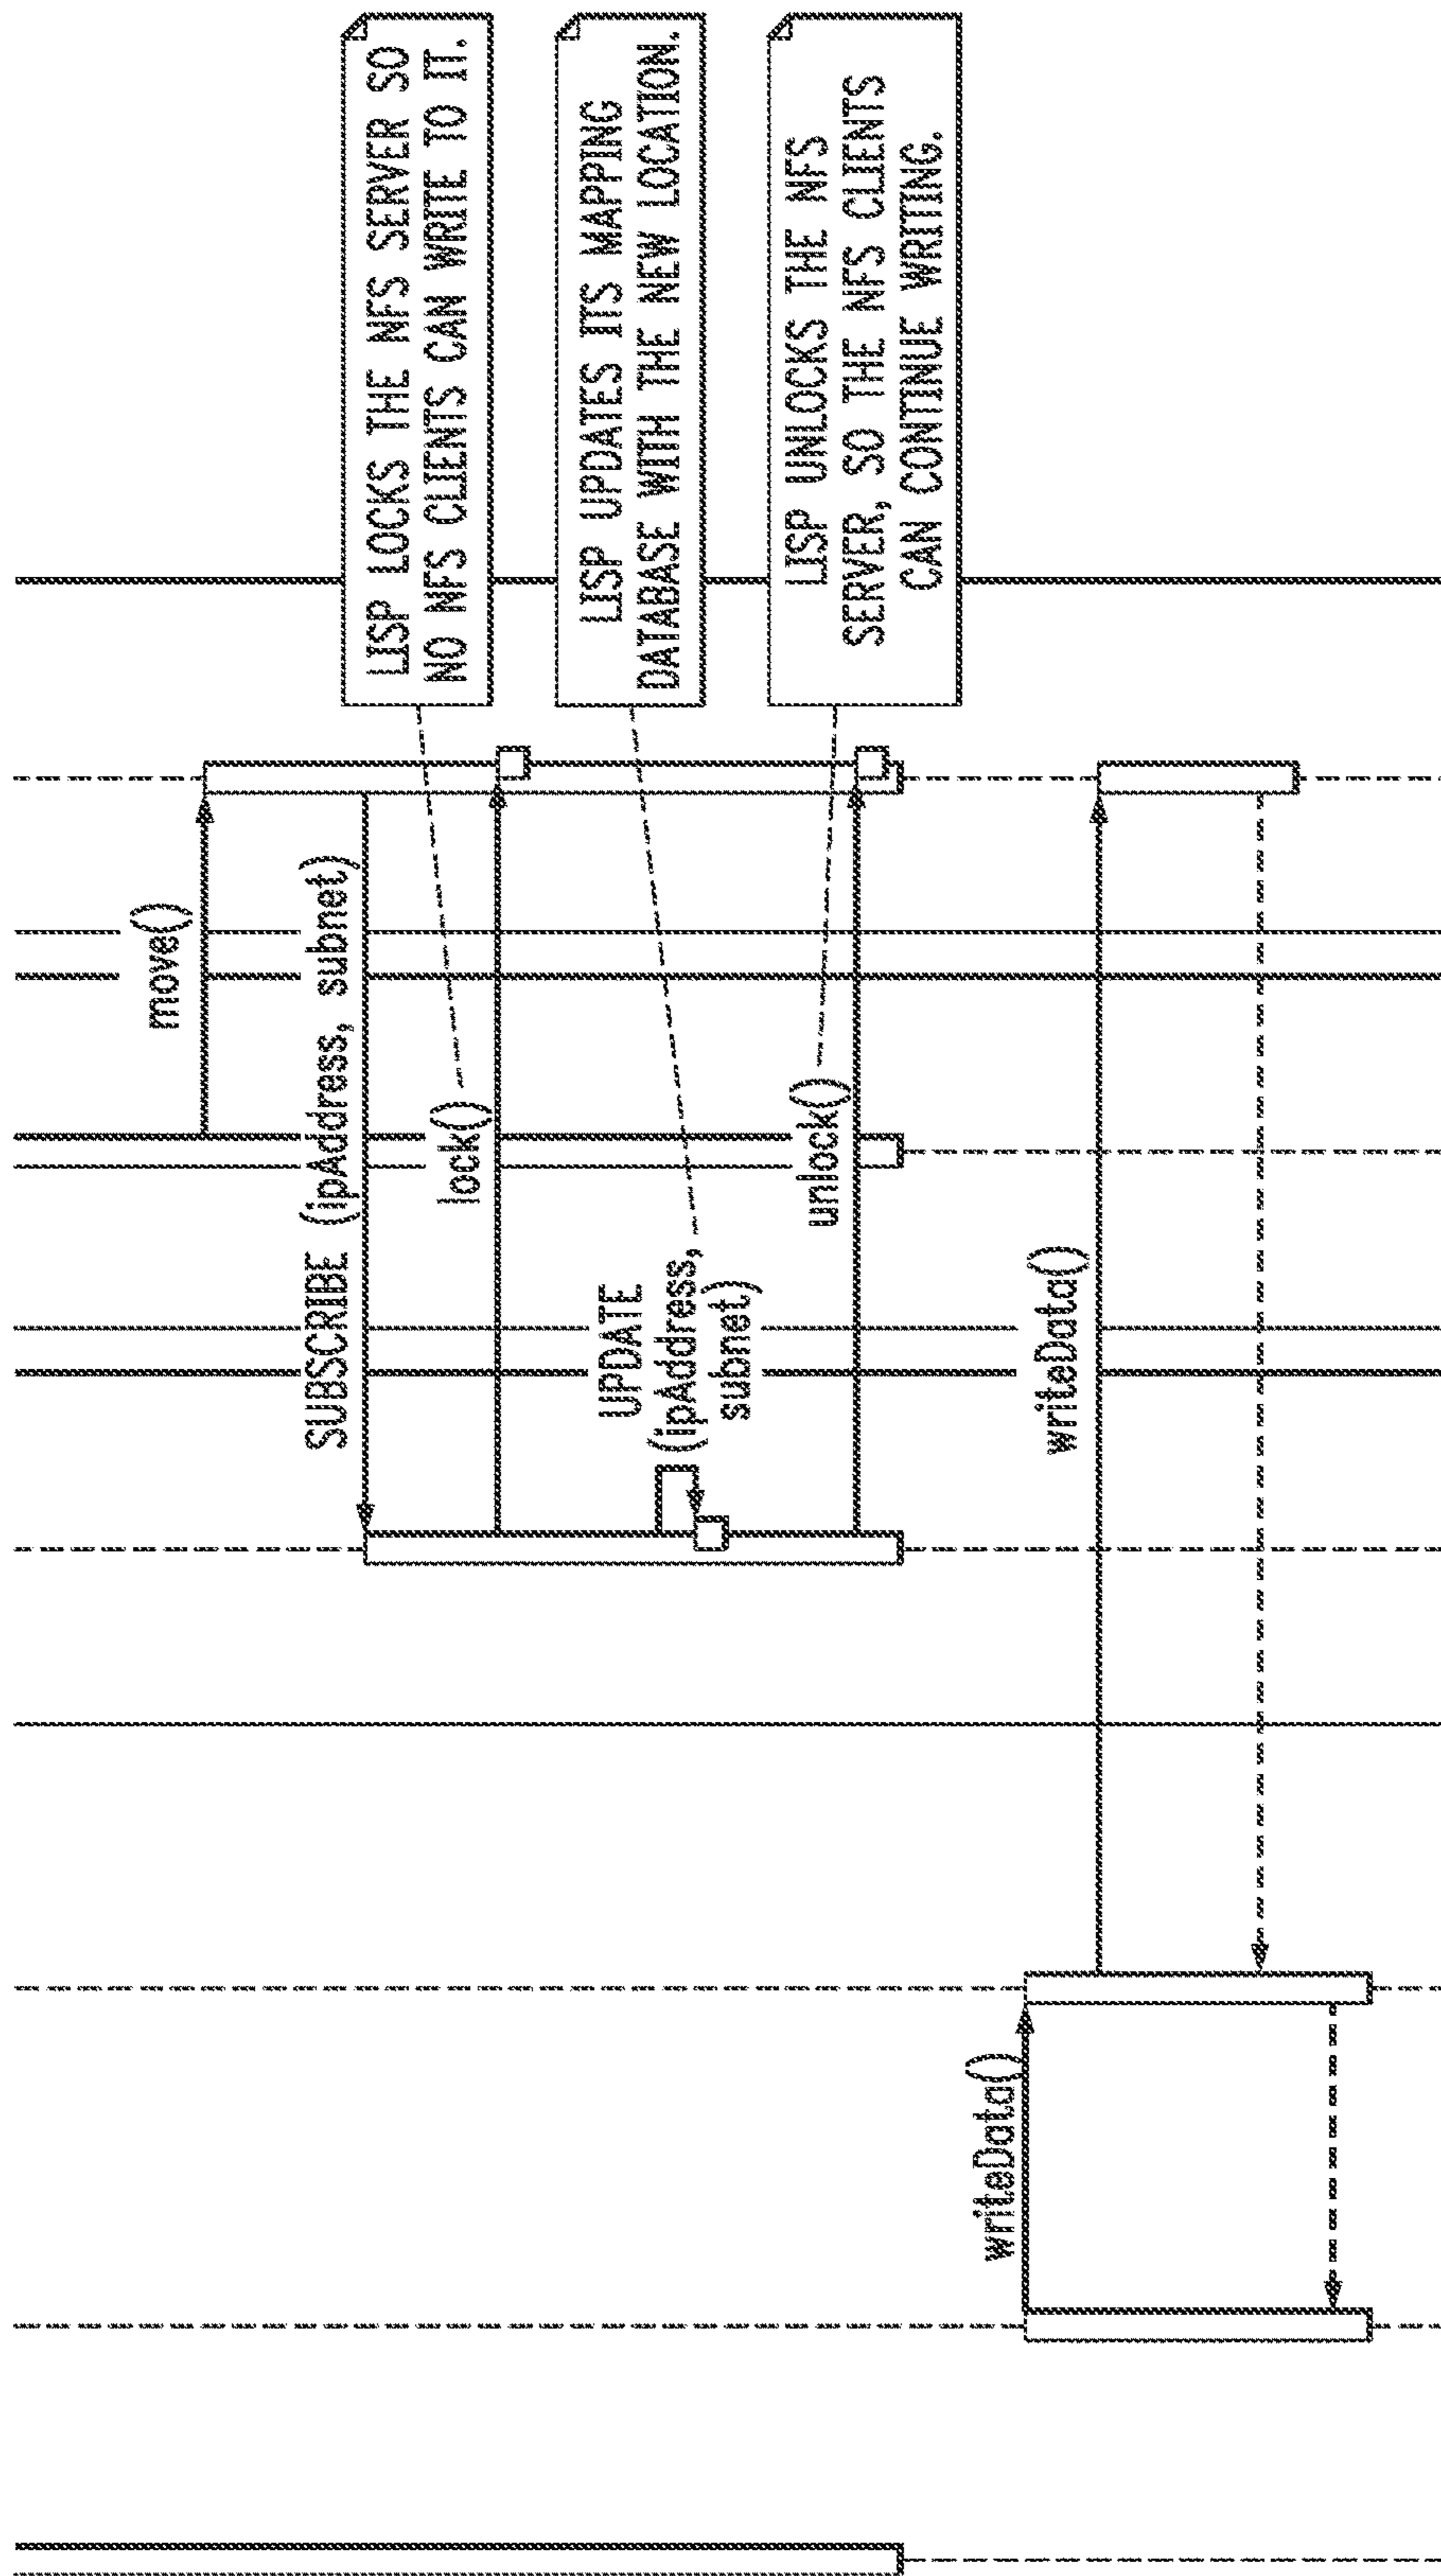 move()
SUBSCRIBE (ipAddress, subnet)
lock()
LISP LOCKS THE NFS SERVER SO
NO NFS CLIENTS CAN WRITE TO IT.
UPDATE
(ipAddress,
subnet)
LISP UPDATES ITS MAPPING
DATABASE WITH THE NEW LOCATION.
unlock()
LISP UNLOCKS THE NFS
SERVER, SO THE NFS CLIENTS
CAN CONTINUE WRITING.
writeData()
writeData()